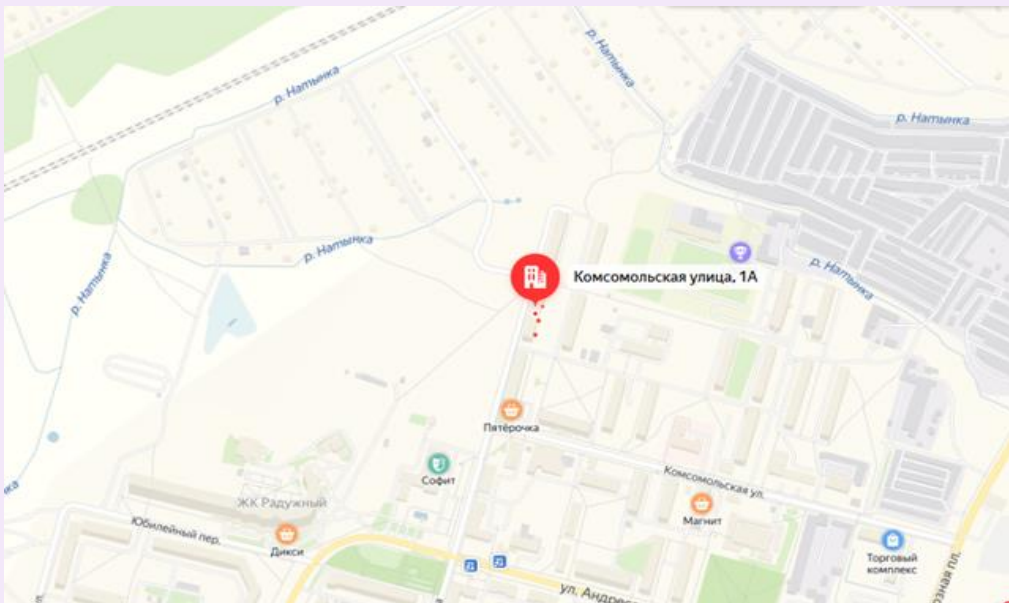 р. Натынка
р. Натынка
р. Натынка
р. Натынка
р. Натынка
р. Натынка
Комсомольская улица, 1А
Пятёрочка
Софит
Комсомольская ул.
ЖК Радужный
Магнит
Юбилейный пер.
Дикси
Торговый
комплекс
ул. Андрее